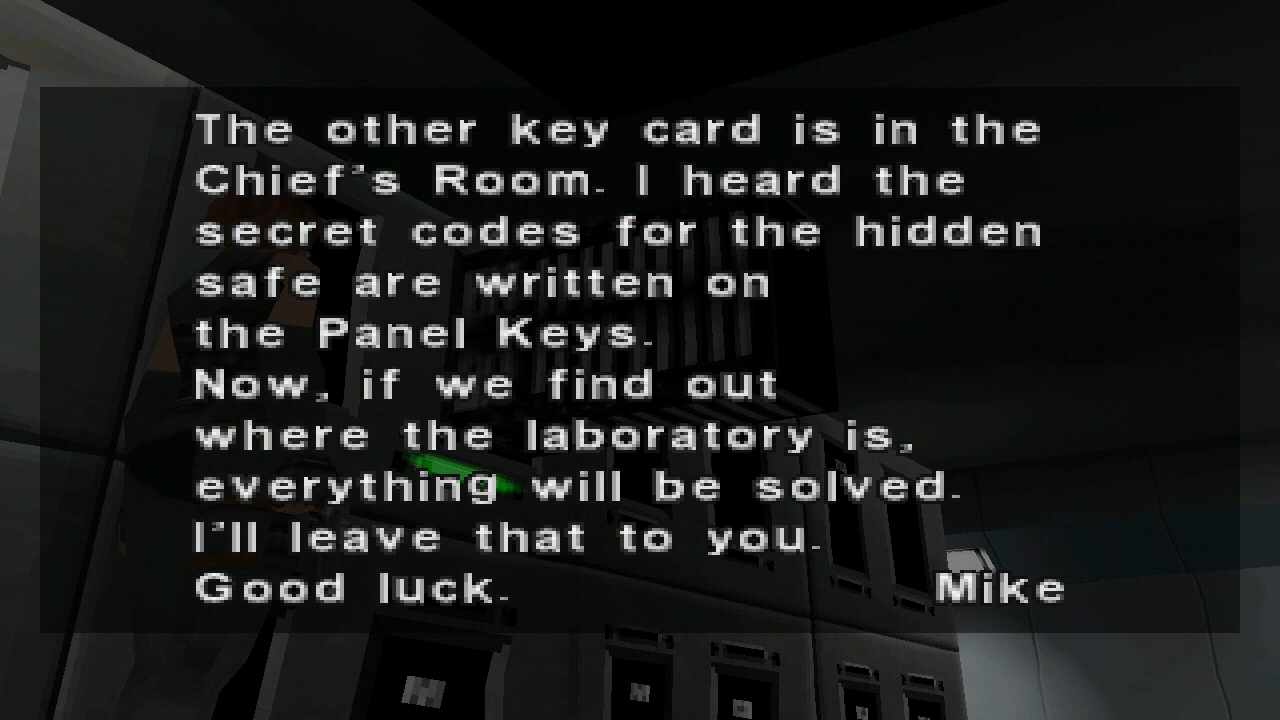 The other key card is in the
Chief's Room. I heard the
secret codes for the hidden
safe are written on
the Panel Keys.
Now, if we find out
where the laboratory is,
everything will be solved.
I'll leave that to you.
Good luck. Mike